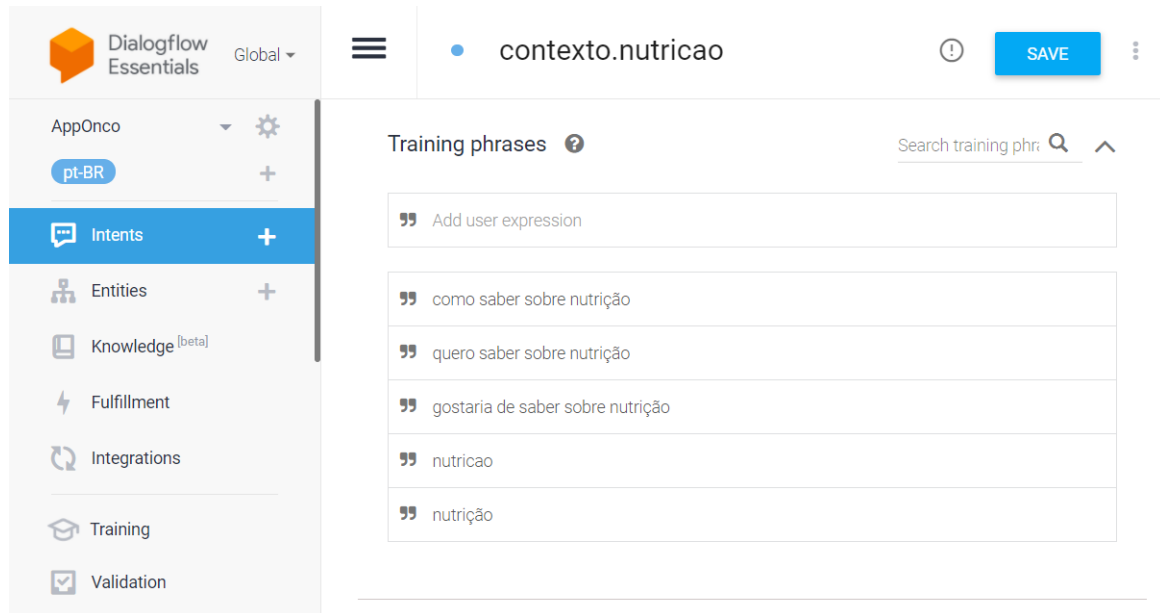 Dialogflow
Essentials
Global
contexto.nutricao
SAVE
AppOnco
pt-BR
Intents
Entities
Knowledge [beta]
Fulfillment
Integrations
Training
Validation
Training phrases
Search training phr
Add user expression
como saber sobre nutrição
quero saber sobre nutrição
gostaria de saber sobre nutrição
nutricao
nutrição